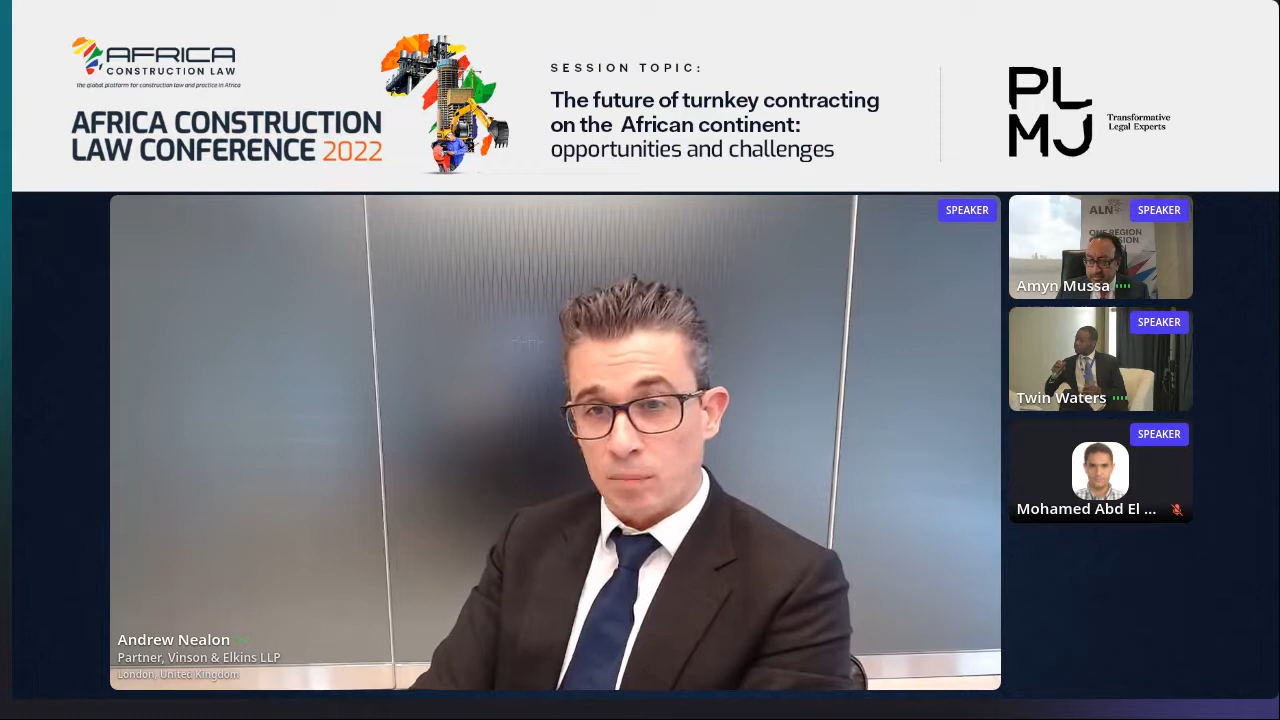 AFRICA
CONSTRUCTION LAW
The global platform for construction law and practice in Africa
AFRICA CONSTRUCTION
LAW CONFERENCE 2022
SESSION TOPIC:
The future of turnkey contracting
on the African continent:
opportunities and challenges
PL
MJ
Transformative
Legal Experts
SPEAKER
Andrew Nealon
Partner, Vinson & Elkins LLP
London, United Kingdom
SPEAKER
ALN
REGION
Amyn Mussa
SPEAKER
Twin Waters
SPEAKER
Mohamed Abd El ...